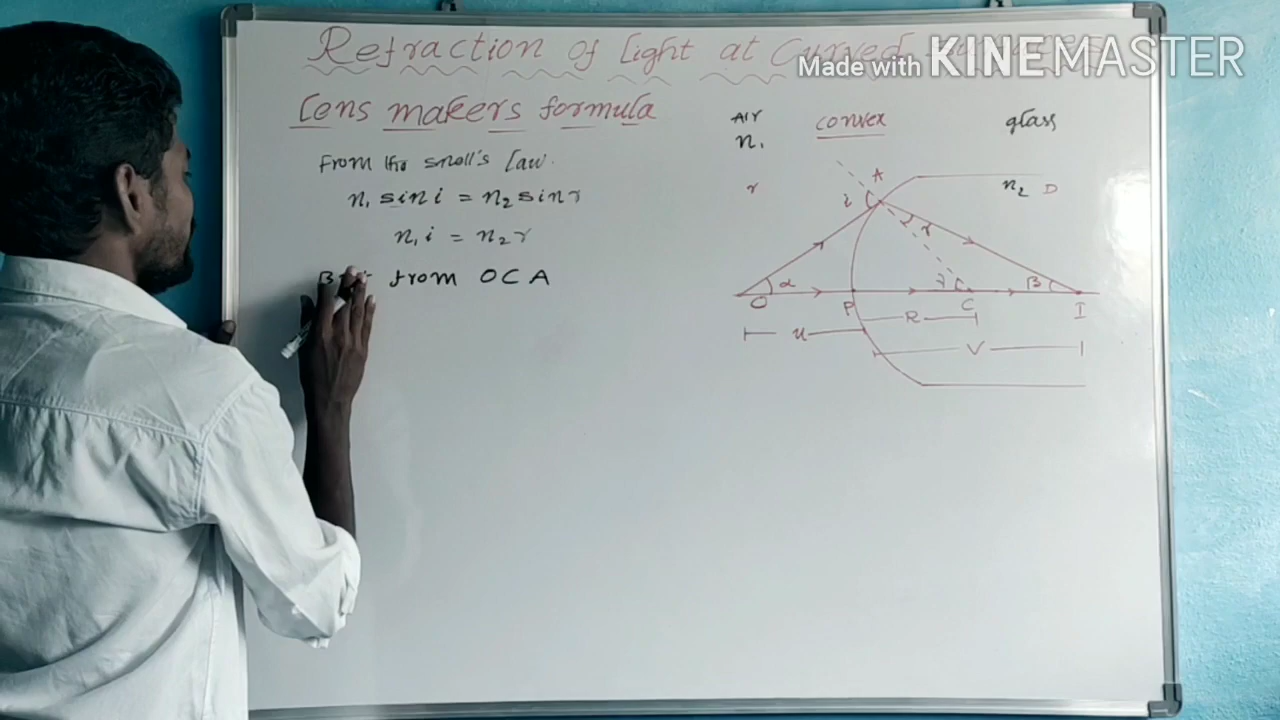 Refraction of light at Curved
Made with KINEMASTER
Lens makers formula
From the snell's law.
n₁ sin i = n₂ sin r
n₁ i = n₂ r
from OCA
Air
n₁
convex
glass
r
A
i
n₂ D
r
α
γ
β
O
P
C
I
R
u
V